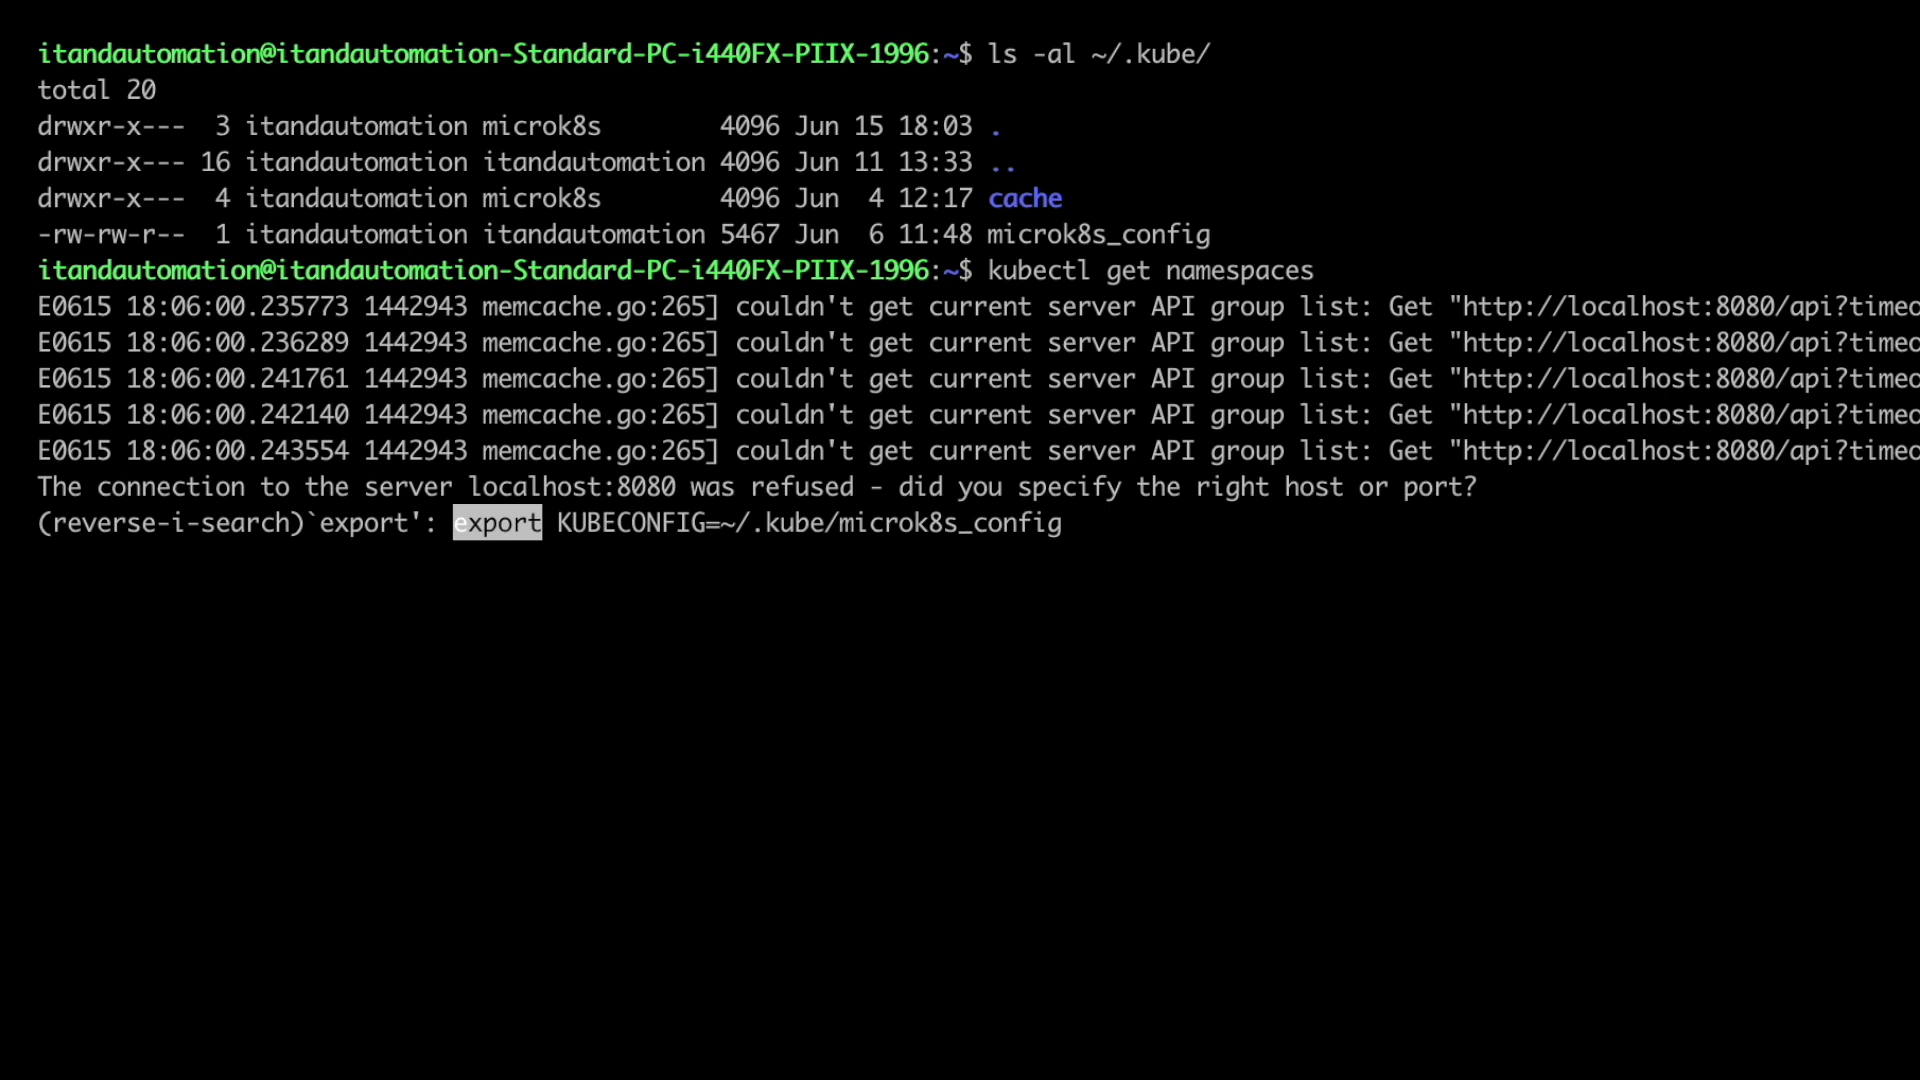 itandautomation@itandautomation-Standard-PC-i440FX-PIIX-1996:~$ ls -al ~/.kube/
total 20
drwxr-x---  3 itandautomation microk8s        4096 Jun 15 18:03 .
drwxr-x--- 16 itandautomation itandautomation 4096 Jun 11 13:33 ..
drwxr-x---  4 itandautomation microk8s        4096 Jun  4 12:17 cache
-rw-rw-r--  1 itandautomation itandautomation 5467 Jun  6 11:48 microk8s_config
itandautomation@itandautomation-Standard-PC-i440FX-PIIX-1996:~$ kubectl get namespaces
E0615 18:06:00.235773 1442943 memcache.go:265] couldn't get current server API group list: Get "http://localhost:8080/api?timeo
E0615 18:06:00.236289 1442943 memcache.go:265] couldn't get current server API group list: Get "http://localhost:8080/api?timeo
E0615 18:06:00.241761 1442943 memcache.go:265] couldn't get current server API group list: Get "http://localhost:8080/api?timeo
E0615 18:06:00.242140 1442943 memcache.go:265] couldn't get current server API group list: Get "http://localhost:8080/api?timeo
E0615 18:06:00.243554 1442943 memcache.go:265] couldn't get current server API group list: Get "http://localhost:8080/api?timeo
The connection to the server localhost:8080 was refused - did you specify the right host or port?
(reverse-i-search)`export': export KUBECONFIG=~/.kube/microk8s_config